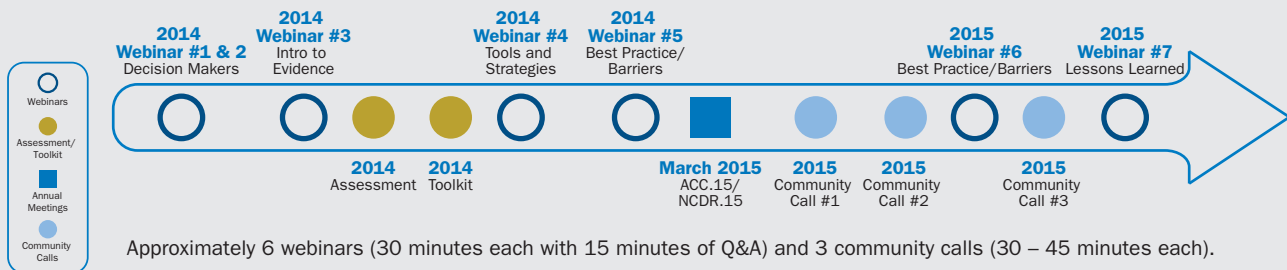 2014
Webinar #1 & 2
Decision Makers
2014
Webinar #3
Intro to
Evidence
2014
Webinar #4
Tools and
Strategies
2014
Webinar #5
Best Practice/
Barriers
2015
Webinar #6
Best Practice/Barriers
2015
Webinar #7
Lessons Learned
Webinars
Assessment/
Toolkit
Annual
Meetings
Community
Calls
2014
Assessment
2014
Toolkit
March 2015
ACC.15/
NCDR.15
2015
Community
Call #1
2015
Community
Call #2
2015
Community
Call #3
Approximately 6 webinars (30 minutes each with 15 minutes of Q&A) and 3 community calls (30 – 45 minutes each).